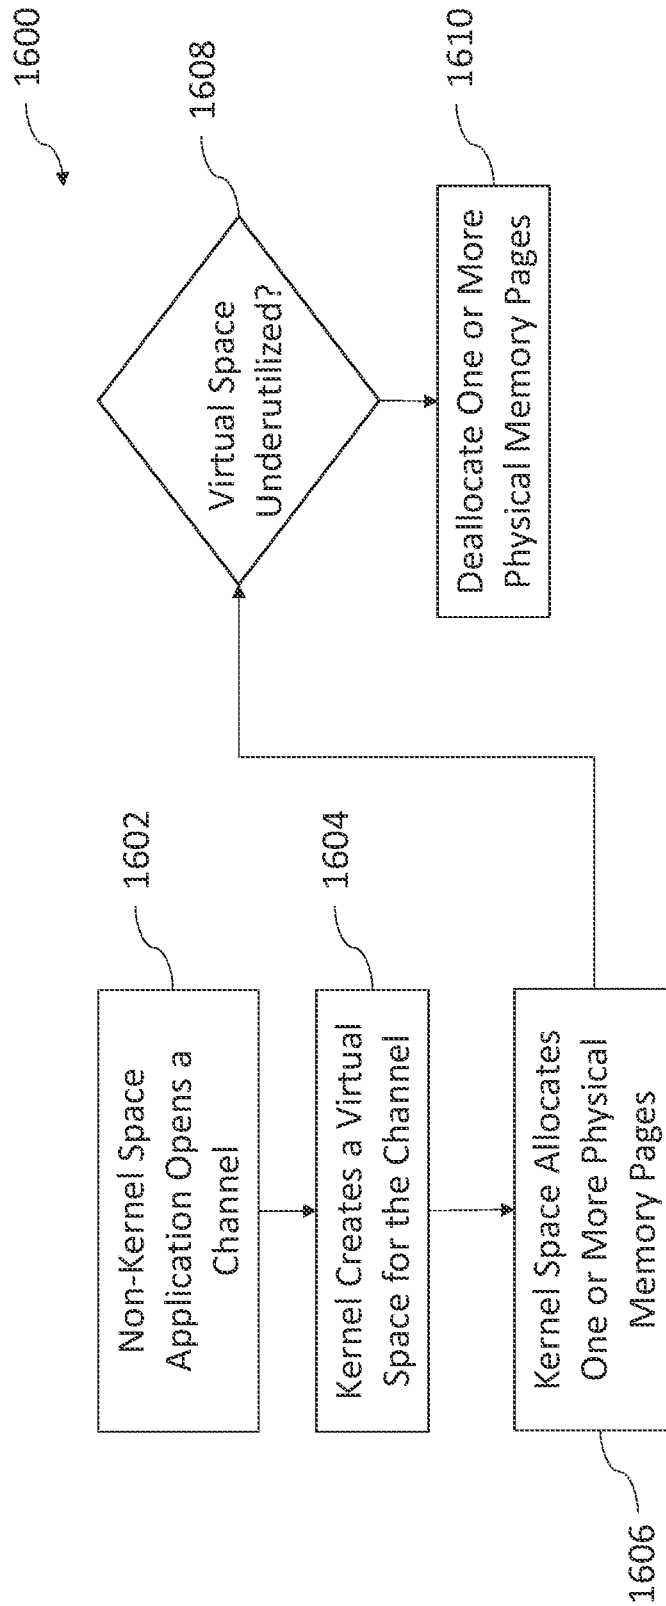 1600
Non-Kernel Space
Application Opens a
Channel
1602
Kernel Creates a Virtual
Space for the Channel
1604
Kernel Space Allocates
One or More Physical
Memory Pages
1606
Virtual Space
Underutilized?
1608
Deallocate One or More
Physical Memory Pages
1610